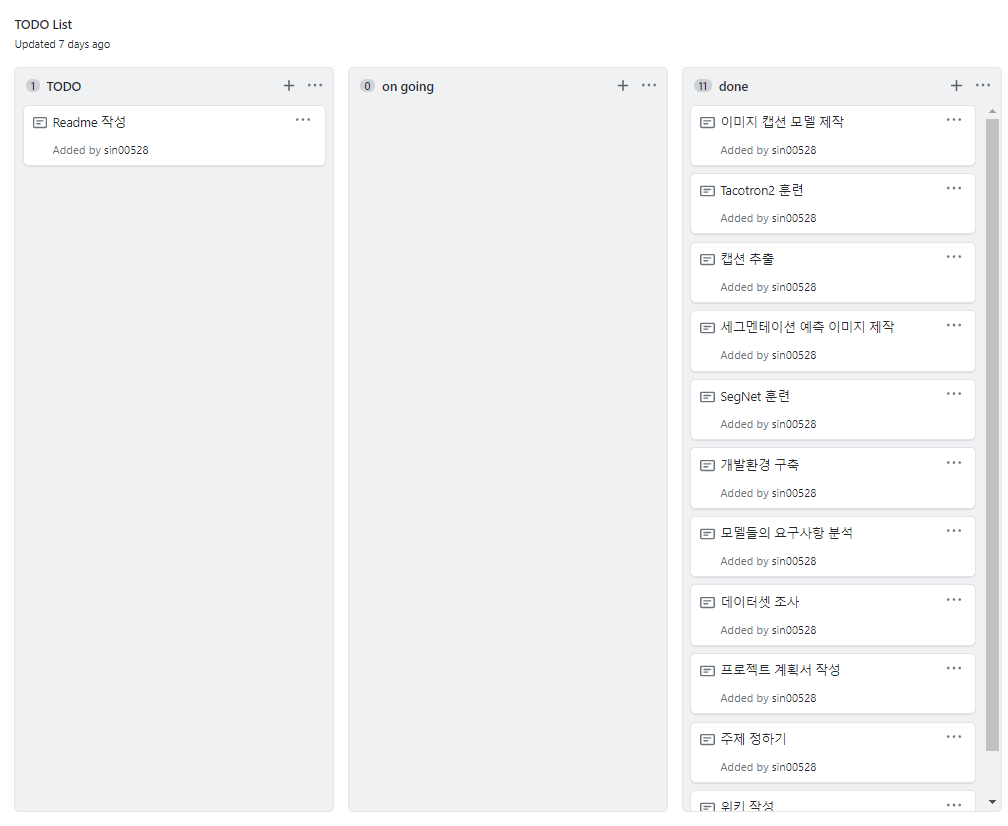 TODO List
Updated 7 days ago
1 TODO
Readme 작성
Added by sin00528
0 on going
11 done
이미지 캡션 모델 제작
Added by sin00528
Tacotron2 훈련
Added by sin00528
캡션 추출
Added by sin00528
세그멘테이션 예측 이미지 제작
Added by sin00528
SegNet 훈련
Added by sin00528
개발환경 구축
Added by sin00528
모델들의 요구사항 분석
Added by sin00528
데이터셋 조사
Added by sin00528
프로젝트 계획서 작성
Added by sin00528
주제 정하기
Added by sin00528
위키 작성